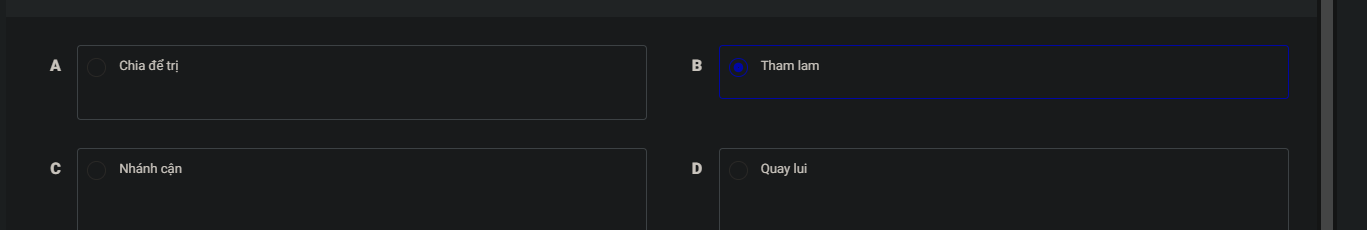 A Chia để trị
B Tham lam
C Nhánh cận
D Quay lui